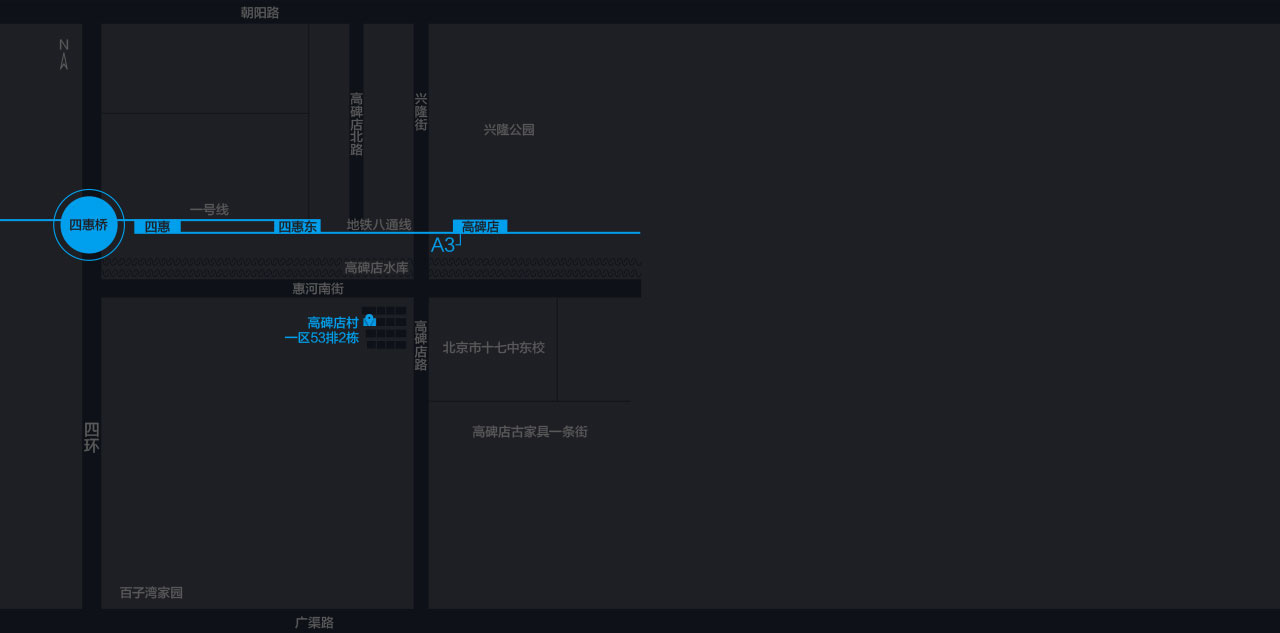 朝阳路
N
高碑店北路
兴隆街
兴隆公园
一号线
四惠桥
四惠
四惠东
地铁八通线
高碑店
A3
高碑店水库
惠河南街
高碑店村
一区53排2栋
高碑店路
北京市十七中东校
四环
高碑店古家具一条街
百子湾家园
广渠路